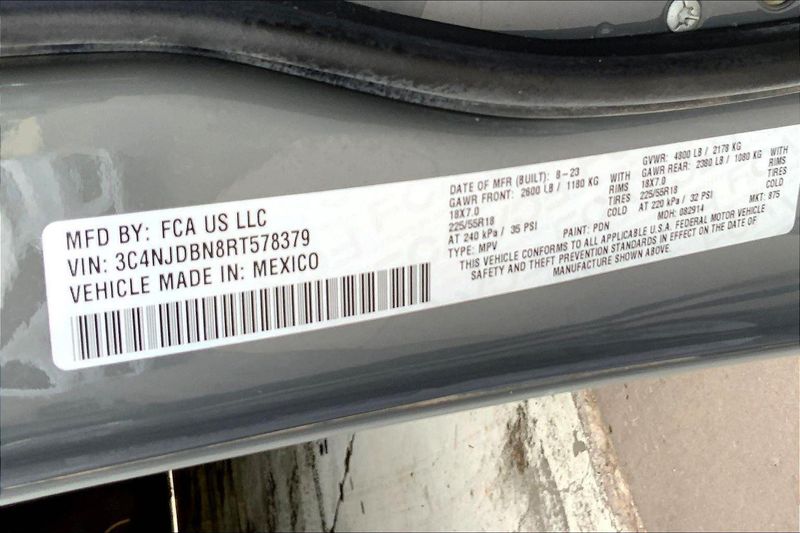 MFD BY: FCA US LLC
VIN: 3C4NJDBN8RT578379
VEHICLE MADE IN: MEXICO
DATE OF MFR (BUILT): 8-23
GVWR: 4800 LB / 2178 KG
GAWR FRONT: 2600 LB / 1180 KG WITH
18X7.0 RIMS
225/55R18 TIRES
AT 240 kPa / 35 PSI COLD
GAWR REAR: 2380 LB / 1080 KG WITH
18X7.0 RIMS
225/55R18 TIRES
AT 220 kPa / 32 PSI COLD
TYPE: MPV PAINT: PDN MDH: 082914 MKT: 875
THIS VEHICLE CONFORMS TO ALL APPLICABLE U.S.A. FEDERAL MOTOR VEHICLE
SAFETY AND THEFT PREVENTION STANDARDS IN EFFECT ON THE DATE OF
MANUFACTURE SHOWN ABOVE.